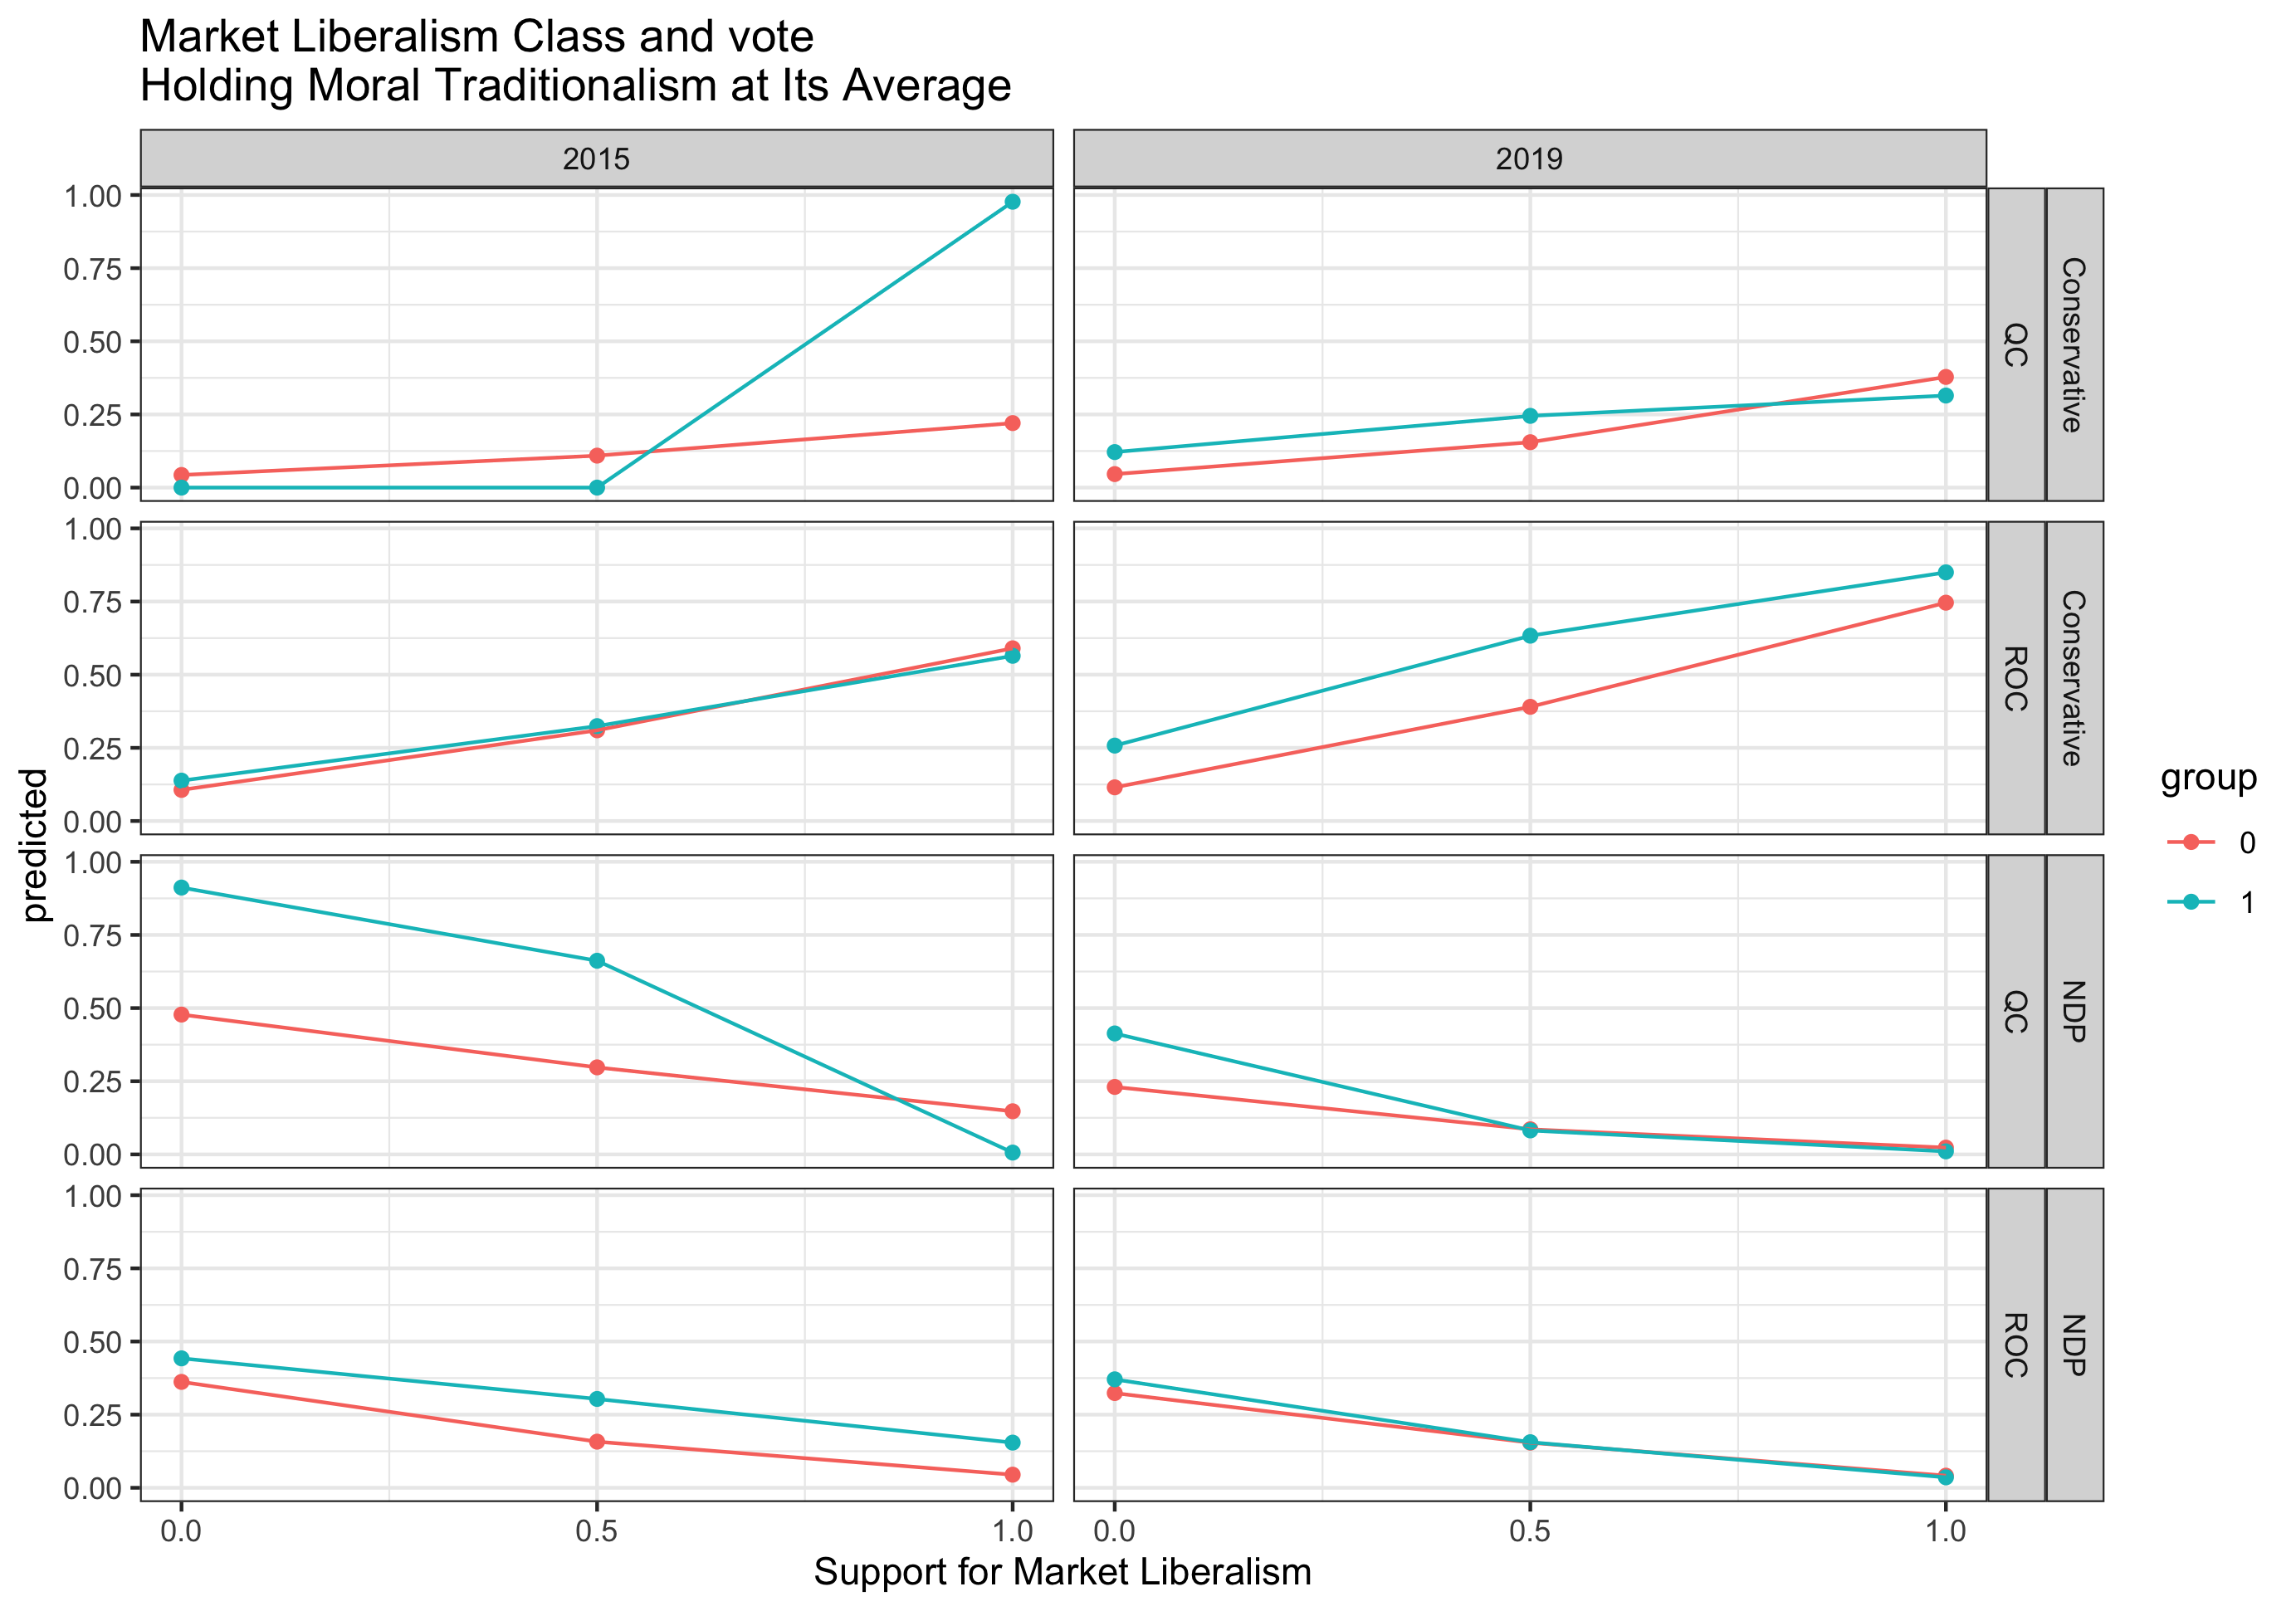 Market Liberalism Class and vote
Holding Moral Traditionalism at Its Average
2015
2019
1.00
0.75
0.50
0.25
0.00
QC
Conservative
1.00
0.75
0.50
0.25
0.00
ROC
Conservative
1.00
0.75
0.50
0.25
0.00
QC
NDP
1.00
0.75
0.50
0.25
0.00
ROC
NDP
predicted
0.0
0.5
1.0
0.0
0.5
1.0
Support for Market Liberalism
group
0
1